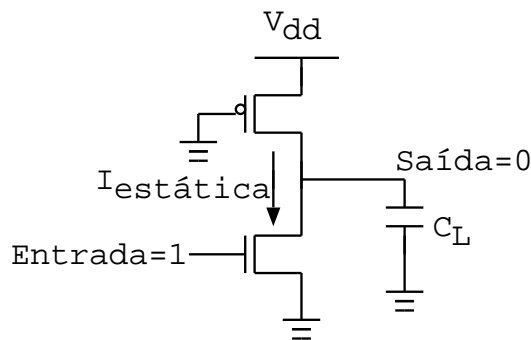 Vdd
Saída=0
Iestática
CL
Entrada=1